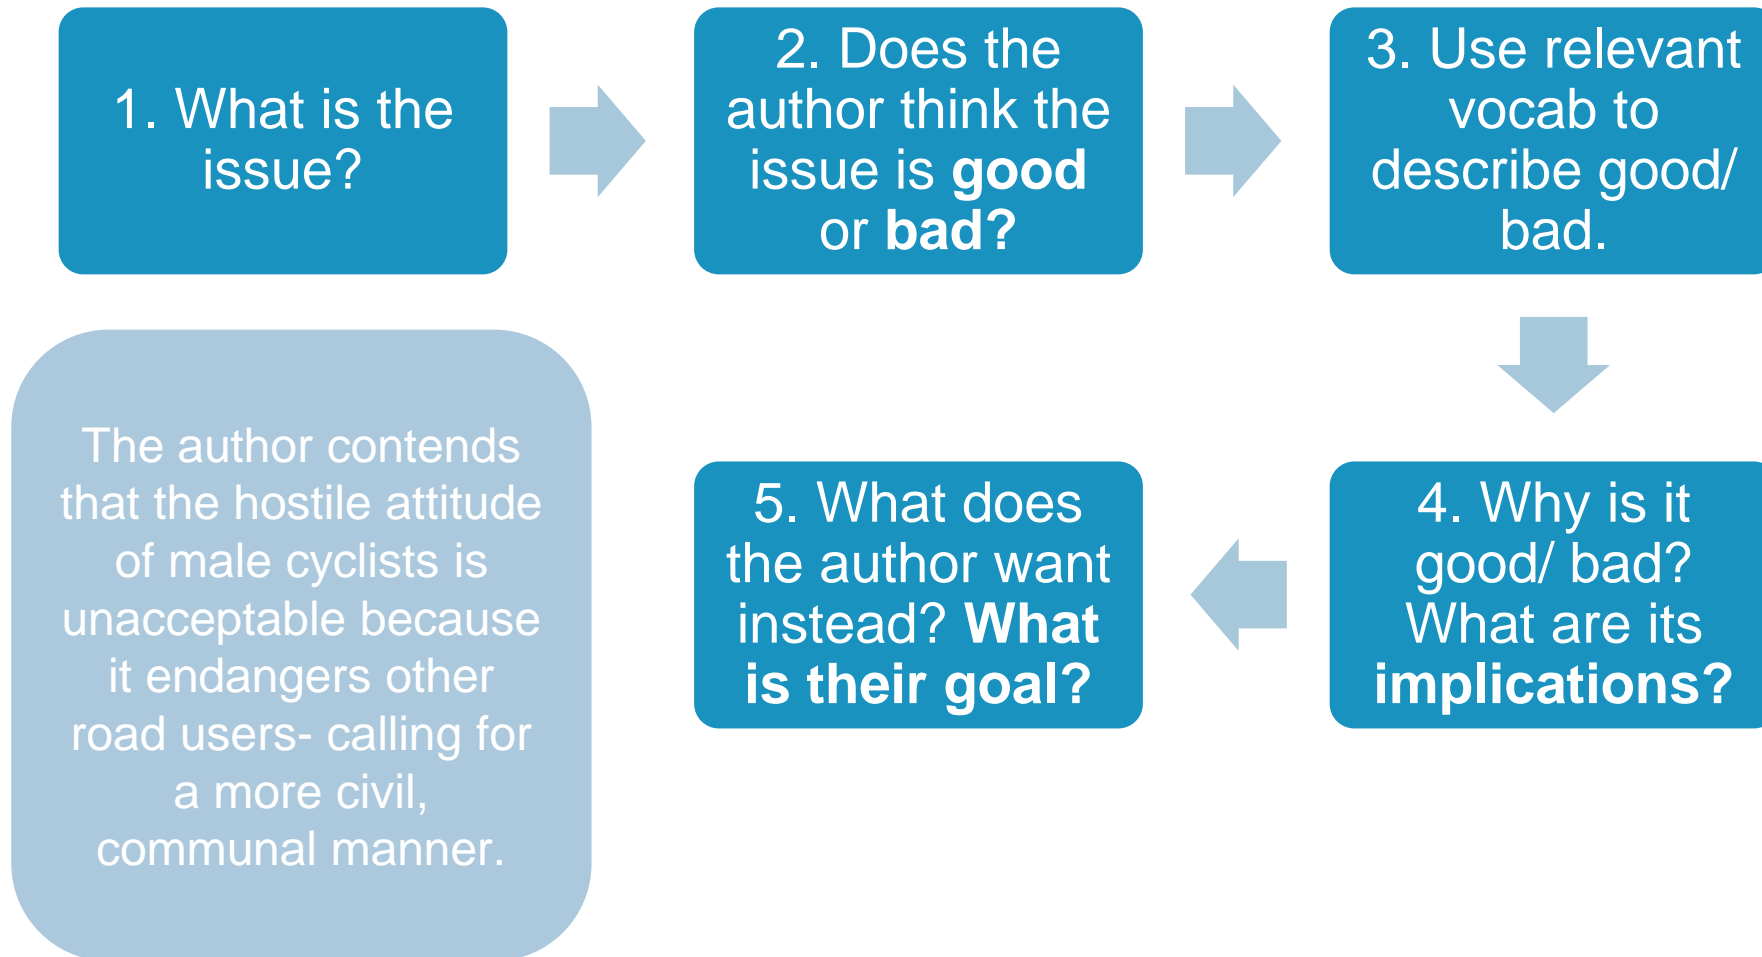 1. What is the
issue?
2. Does the
author think the
issue is good
or bad?
3. Use relevant
vocab to
describe good/
bad.
4. Why is it
good/ bad?
What are its
implications?
5. What does
the author want
instead? What
is their goal?
The author contends
that the hostile attitude
of male cyclists is
unacceptable because
it endangers other
road users- calling for
a more civil,
communal manner.